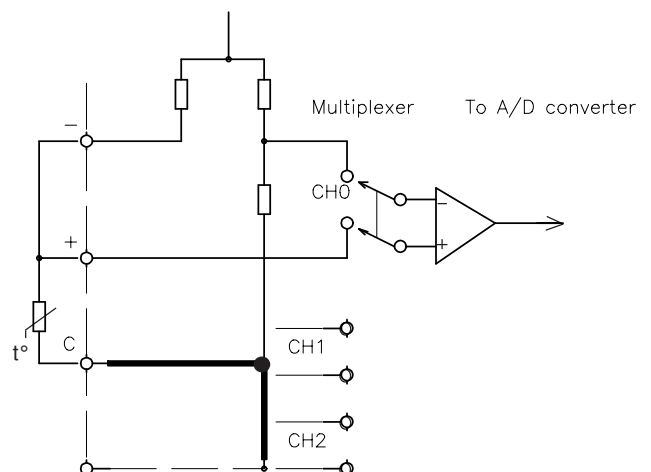 Multiplexer To A/D converter
−
CH0
−
+
+
C
t°
CH1
CH2